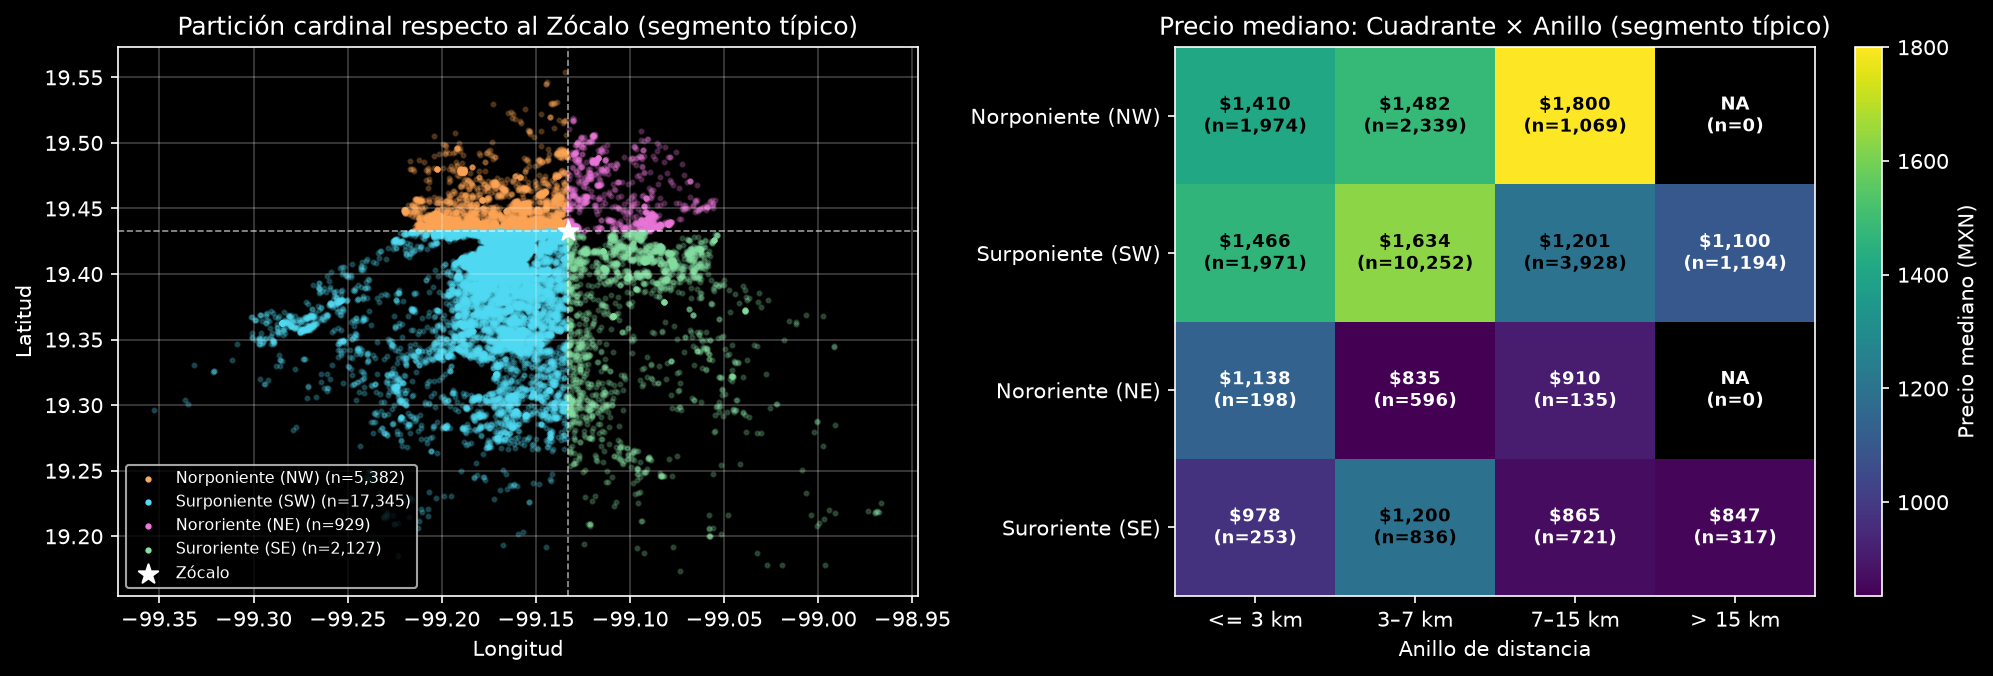 Partición cardinal respecto al Zócalo (segmento típico)
19.55
19.50
19.45
19.40
19.35
19.30
19.25
19.20
Latitud
Norponiente (NW) (n=5,382)
Surponiente (SW) (n=17,345)
Nororiente (NE) (n=929)
Suroriente (SE) (n=2,127)
Zócalo
−99.35 −99.30 −99.25 −99.20 −99.15 −99.10 −99.05 −99.00 −98.95
Longitud
Precio mediano: Cuadrante × Anillo (segmento típico)
Norponiente (NW)
$1,410 $1,482 $1,800 NA
(n=1,974) (n=2,339) (n=1,069) (n=0)
Surponiente (SW)
$1,466 $1,634 $1,201 $1,100
(n=1,971) (n=10,252) (n=3,928) (n=1,194)
Nororiente (NE)
$1,138 $835 $910 NA
(n=198) (n=596) (n=135) (n=0)
Suroriente (SE)
$978 $1,200 $865 $847
(n=253) (n=836) (n=721) (n=317)
<= 3 km 3–7 km 7–15 km > 15 km
Anillo de distancia
1800
1600
1400
1200
1000
Precio mediano (MXN)